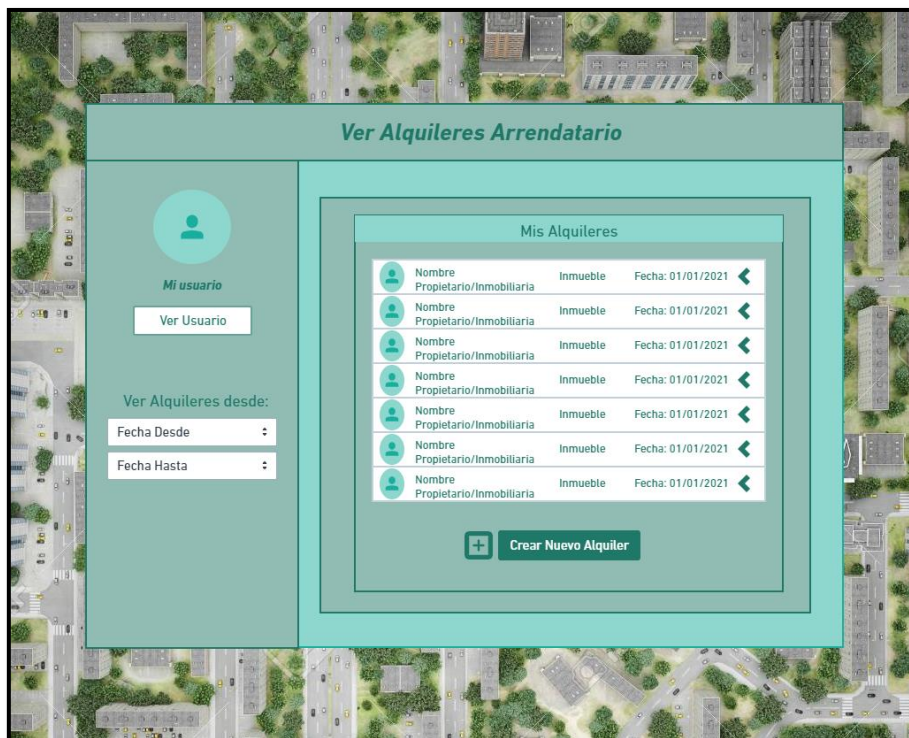 Ver Alquileres Arrendatario
Mi usuario
Ver Usuario
Ver Alquileres desde:
Fecha Desde
Fecha Hasta
Mis Alquileres
Nombre
Propietario/Inmobiliaria
Inmueble
Fecha: 01/01/2021
Nombre
Propietario/Inmobiliaria
Inmueble
Fecha: 01/01/2021
Nombre
Propietario/Inmobiliaria
Inmueble
Fecha: 01/01/2021
Nombre
Propietario/Inmobiliaria
Inmueble
Fecha: 01/01/2021
Nombre
Propietario/Inmobiliaria
Inmueble
Fecha: 01/01/2021
Nombre
Propietario/Inmobiliaria
Inmueble
Fecha: 01/01/2021
Nombre
Propietario/Inmobiliaria
Inmueble
Fecha: 01/01/2021
Crear Nuevo Alquiler